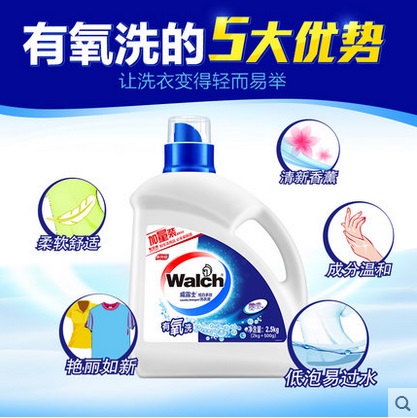 有氧洗的5大优势
让洗衣变得轻而易举
清新香薰
柔软舒适
加量装
Walch
威露士
成分温和
有氧洗
净含量: 2.5kg
(2kg+500g)
艳丽如新
低泡易过水